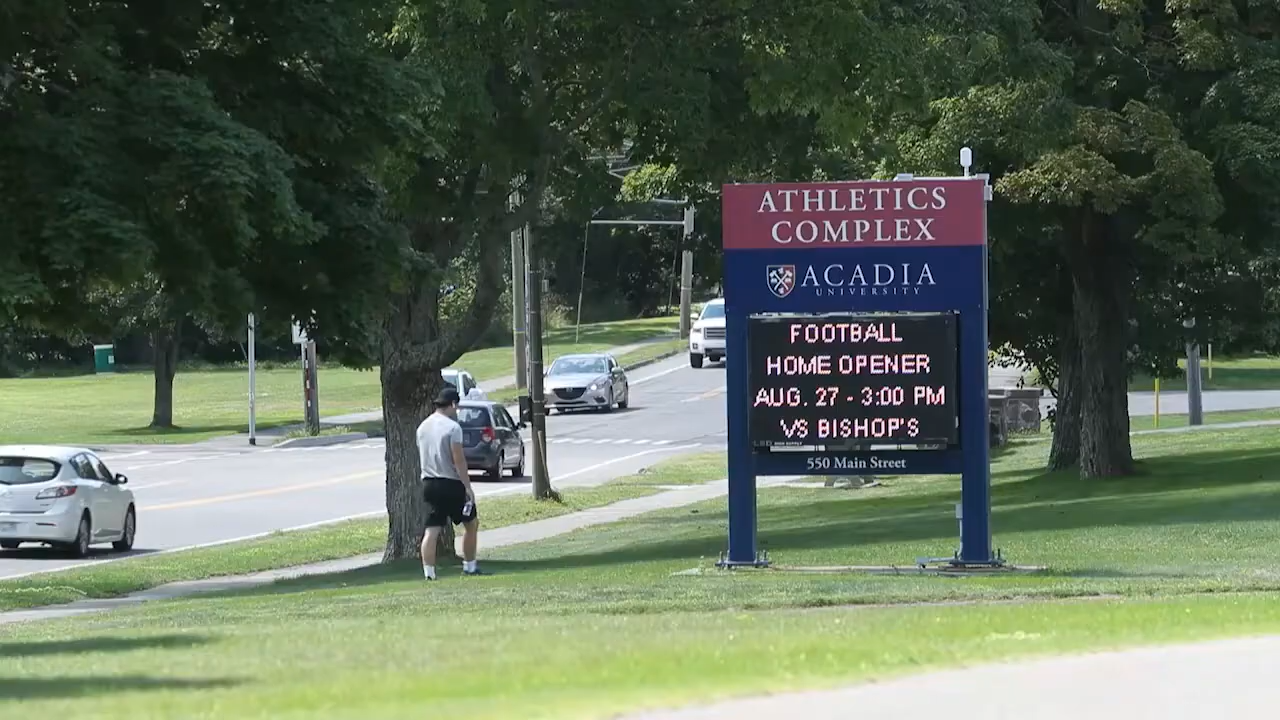 ATHLETICS
COMPLEX
ACADIA
UNIVERSITY
FOOTBALL
HOME OPENER
AUG. 27 - 3:00 PM
VS BISHOP'S
550 Main Street